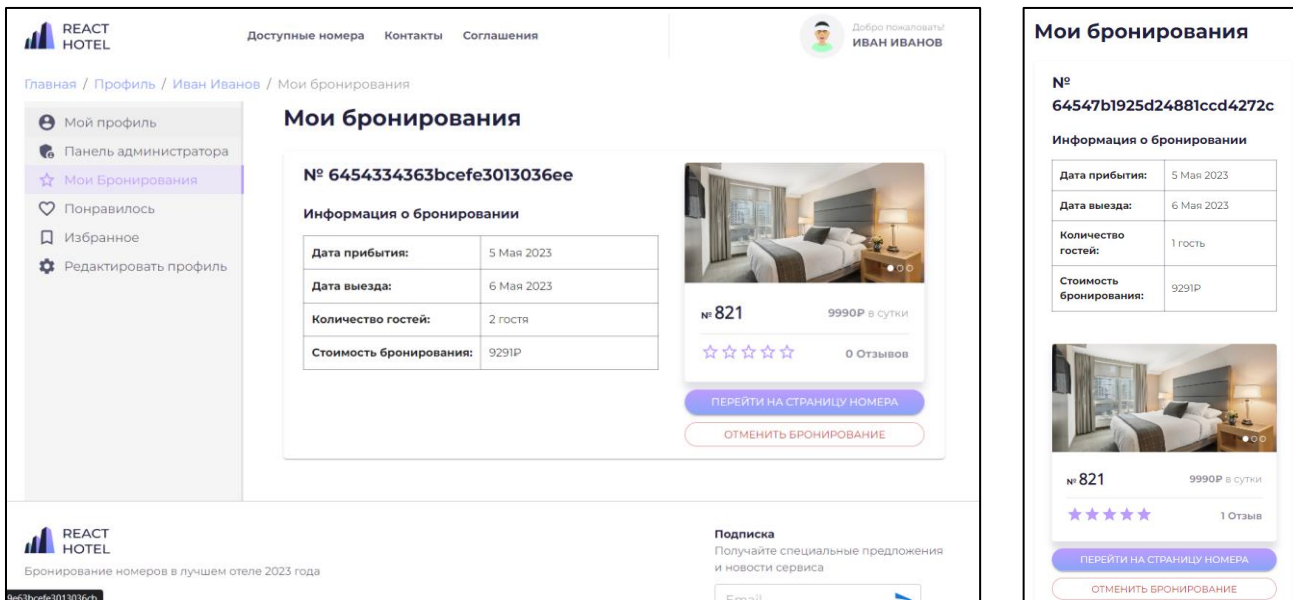 REACT
HOTEL
Доступные номера Контакты Соглашения
Добро пожаловать!
ИВАН ИВАНОВ
Главная / Профиль / Иван Иванов / Мои бронирования
Мой профиль
Панель администратора
Мои Бронирования
Понравилось
Избранное
Редактировать профиль
Мои бронирования
№ 6454334363bcefe3013036ee
Информация о бронировании
Дата прибытия: 5 Мая 2023
Дата выезда: 6 Мая 2023
Количество гостей: 2 гостя
Стоимость бронирования: 9291₽
№ 821 9990₽ в сутки
0 Отзывов
ПЕРЕЙТИ НА СТРАНИЦУ НОМЕРА
ОТМЕНИТЬ БРОНИРОВАНИЕ
REACT
HOTEL
Бронирование номеров в лучшем отеле 2023 года
Подписка
Получайте специальные предложения
и новости сервиса
Email
9e63bcefe3013036cb
Мои бронирования
№
64547b1925d24881ccd4272c
Информация о бронировании
Дата прибытия: 5 Мая 2023
Дата выезда: 6 Мая 2023
Количество
гостей: 1 гость
Стоимость
бронирования: 9291₽
№ 821 9990₽ в сутки
1 Отзыв
ПЕРЕЙТИ НА СТРАНИЦУ НОМЕРА
ОТМЕНИТЬ БРОНИРОВАНИЕ